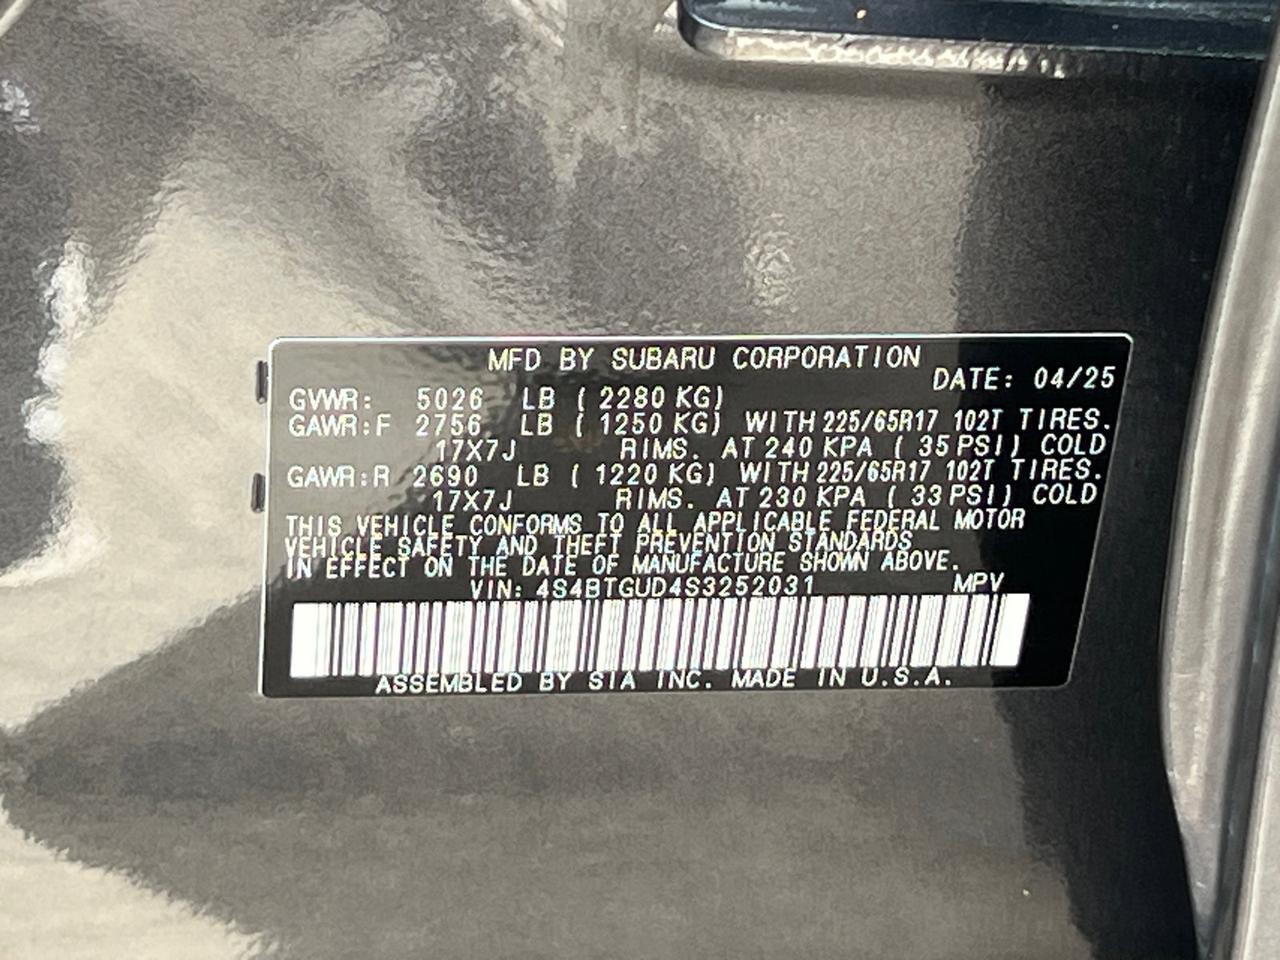 MFD BY SUBARU CORPORATION
DATE: 04/25
GVWR: 5026 LB ( 2280 KG)
GAWR:F 2756 LB ( 1250 KG) WITH 225/65R17 102T TIRES.
17X7J RIMS. AT 240 KPA ( 35 PSI) COLD
GAWR:R 2690 LB ( 1220 KG) WITH 225/65R17 102T TIRES.
17X7J RIMS. AT 230 KPA ( 33 PSI) COLD
THIS VEHICLE CONFORMS TO ALL APPLICABLE FEDERAL MOTOR
VEHICLE SAFETY AND THEFT PREVENTION STANDARDS
IN EFFECT ON THE DATE OF MANUFACTURE SHOWN ABOVE.
VIN: 4S4BTGUD4S3252031 MPV
ASSEMBLED BY SIA INC. MADE IN U.S.A.